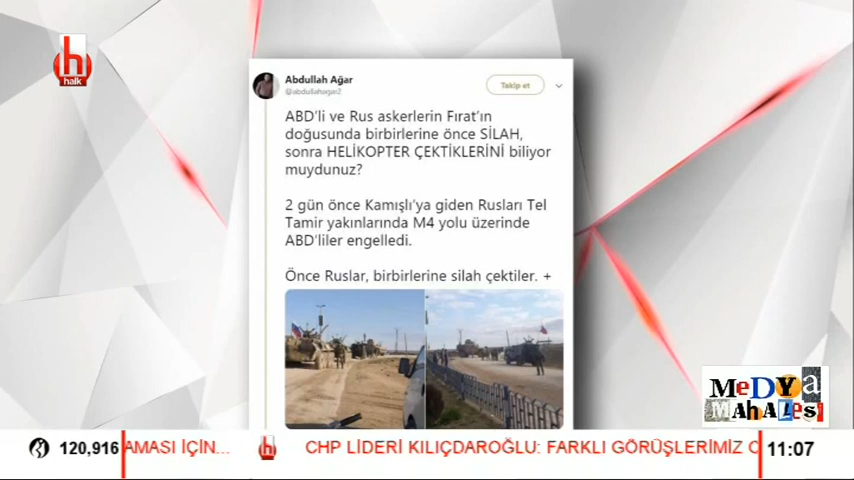 halk
Abdullah Ağar
@abdullahagar2
Takip et
ABD'li ve Rus askerlerin Fırat'ın
doğusunda birbirlerine önce SİLAH,
sonra HELİKOPTER ÇEKTİKLERİNİ biliyor
muydunuz?
2 gün önce Kamışlı'ya giden Rusları Tel
Tamir yakınlarında M4 yolu üzerinde
ABD'liler engelledi.
Önce Ruslar, birbirlerine silah çektiler. +
MeDYa
MaHaLLesi
120,916 AMASI İÇİN... CHP LİDERİ KILIÇDAROĞLU: FARKLI GÖRÜŞLERİMİZ O 11:07